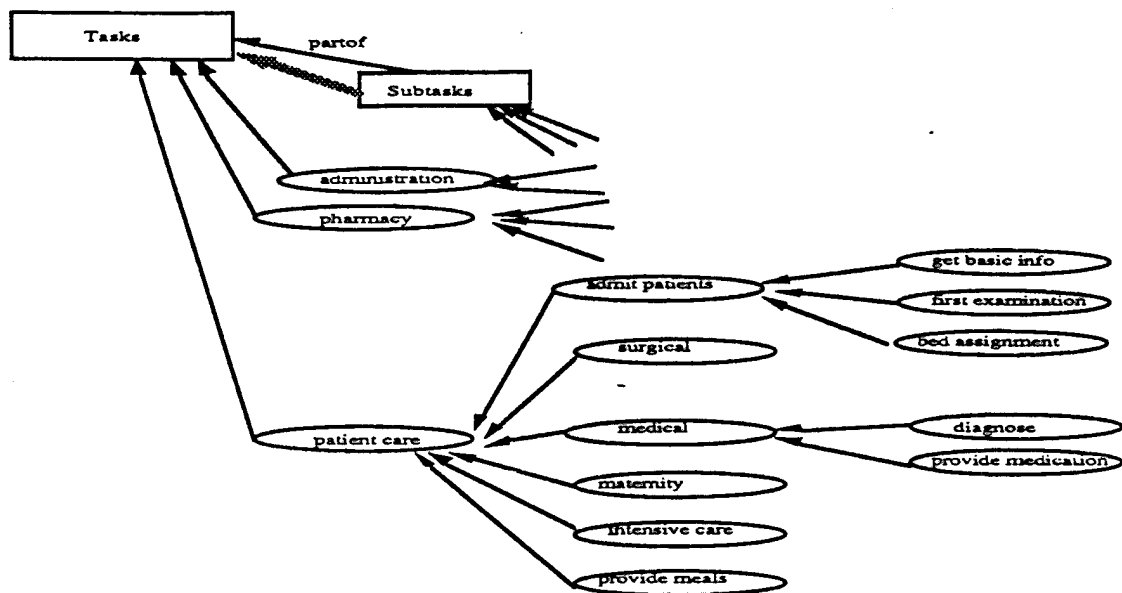 Tasks
partof
Subtasks
administration
pharmacy
get basic info
admit patients
first examination
surgical
bed assignment
patient care
medical
diagnose
provide medication
maternity
intensive care
provide meals